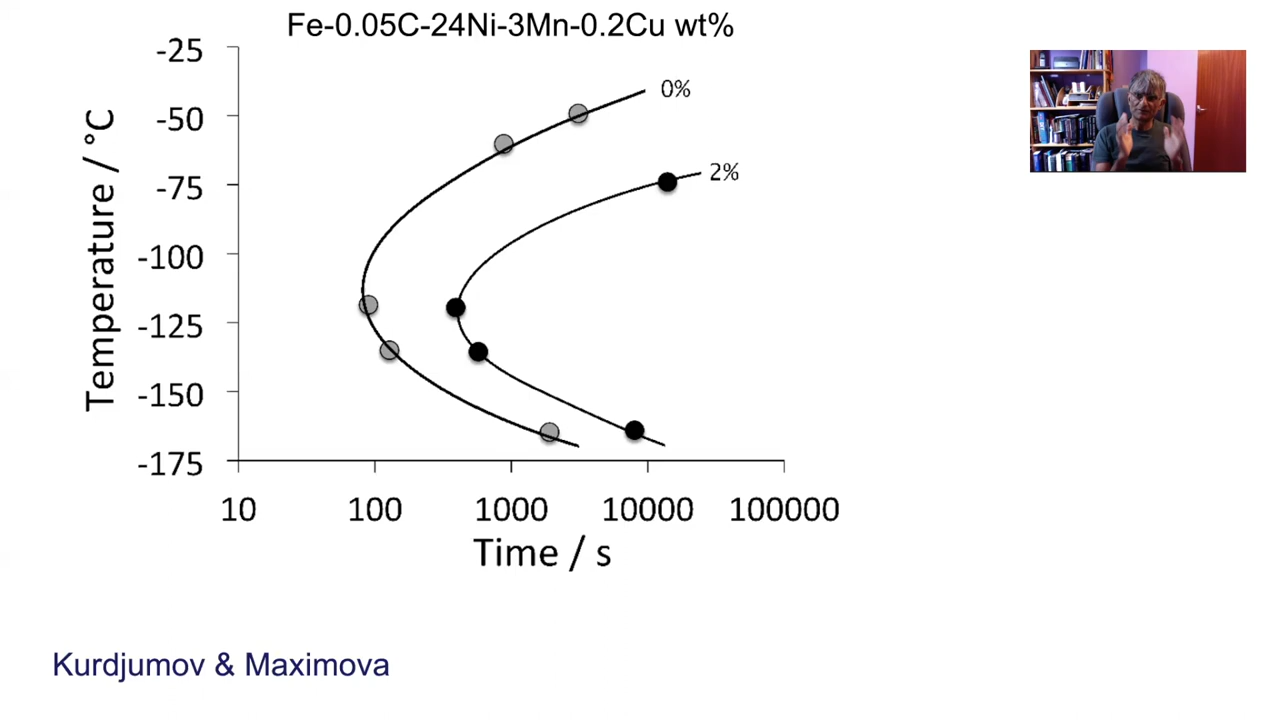 Fe-0.05C-24Ni-3Mn-0.2Cu wt%
-25
-50
-75
-100
-125
-150
-175
Temperature / °C
0%
2%
10 100 1000 10000 100000
Time / s
Kurdjumov & Maximova